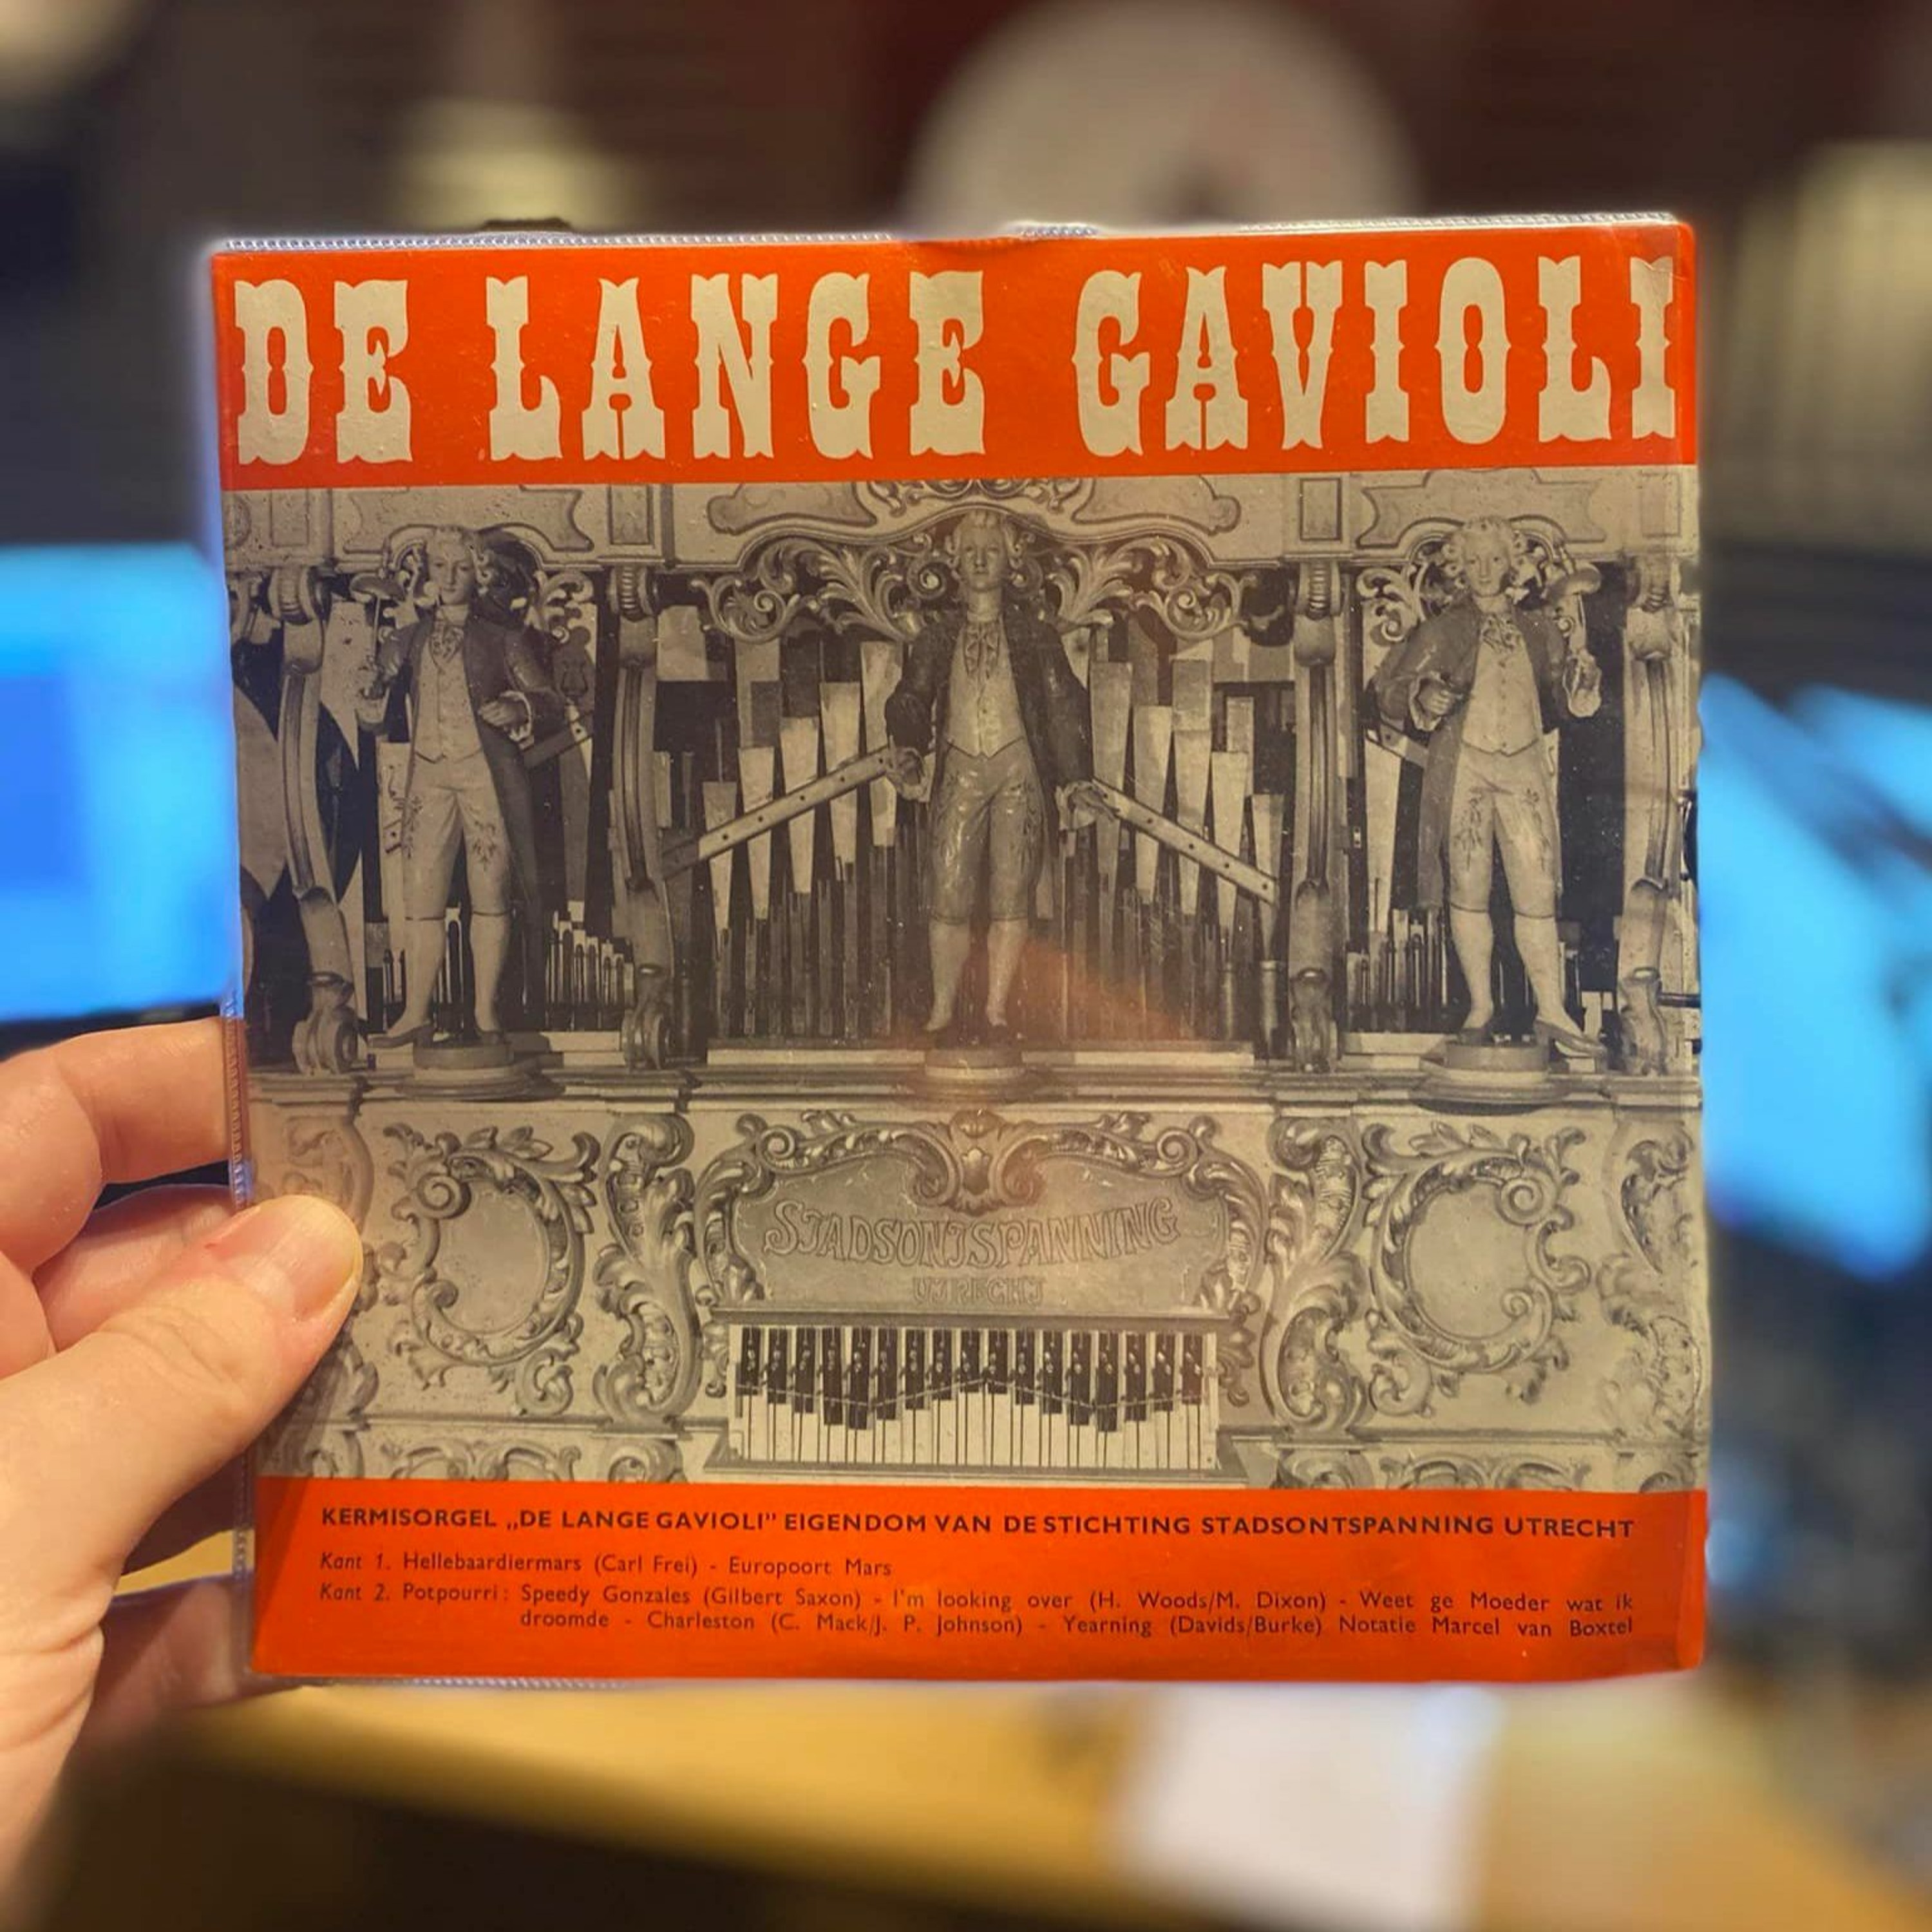 DE LANGE GAVIOLI
STADSONTSPANNING
UTRECHT
KERMISORGEL „DE LANGE GAVIOLI” EIGENDOM VAN DE STICHTING STADSONTSPANNING UTRECHT
Kant 1. Hellebaardiermars (Carl Frei) - Europoort Mars
Kant 2. Potpourri: Speedy Gonzales (Gilbert Saxon) - I'm looking over (H. Woods/M. Dixon) - Weet ge Moeder wat ik
droomde - Charleston (C. Mack/J. P. Johnson) - Yearning (Davids/Burke) Notatie Marcel van Boxtel